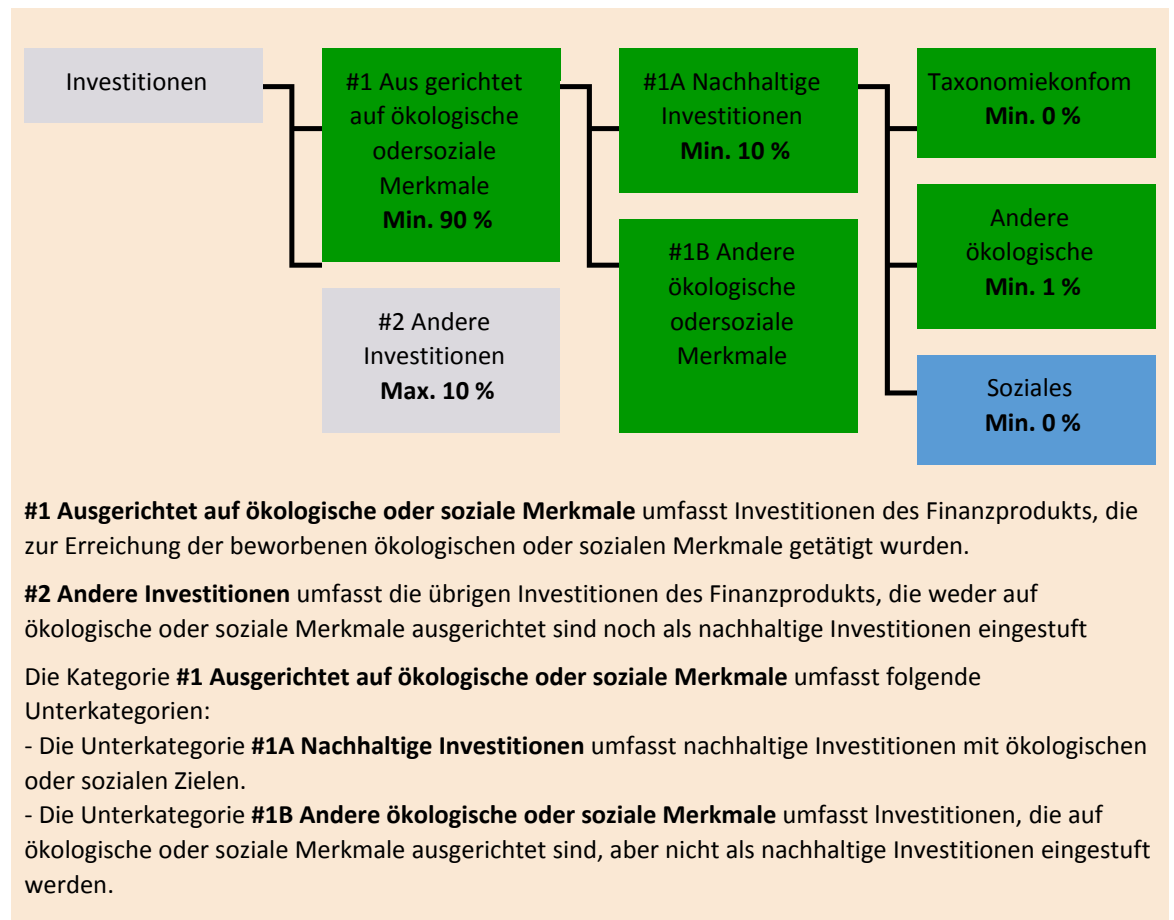 Investitionen
#1 Aus gerichtet
auf ökologische
odersoziale
Merkmale
Min. 90 %
#2 Andere
Investitionen
Max. 10 %
#1A Nachhaltige
Investitionen
Min. 10 %
#1B Andere
ökologische
odersoziale
Merkmale
Taxonomiekonfom
Min. 0 %
Andere
ökologische
Min. 1 %
Soziales
Min. 0 %
#1 Ausgerichtet auf ökologische oder soziale Merkmale umfasst Investitionen des Finanzprodukts, die
zur Erreichung der beworbenen ökologischen oder sozialen Merkmale getätigt wurden.
#2 Andere Investitionen umfasst die übrigen Investitionen des Finanzprodukts, die weder auf
ökologische oder soziale Merkmale ausgerichtet sind noch als nachhaltige Investitionen eingestuft
Die Kategorie #1 Ausgerichtet auf ökologische oder soziale Merkmale umfasst folgende
Unterkategorien:
- Die Unterkategorie #1A Nachhaltige Investitionen umfasst nachhaltige Investitionen mit ökologischen
oder sozialen Zielen.
- Die Unterkategorie #1B Andere ökologische oder soziale Merkmale umfasst lnvestitionen, die auf
ökologische oder soziale Merkmale ausgerichtet sind, aber nicht als nachhaltige Investitionen eingestuft
werden.